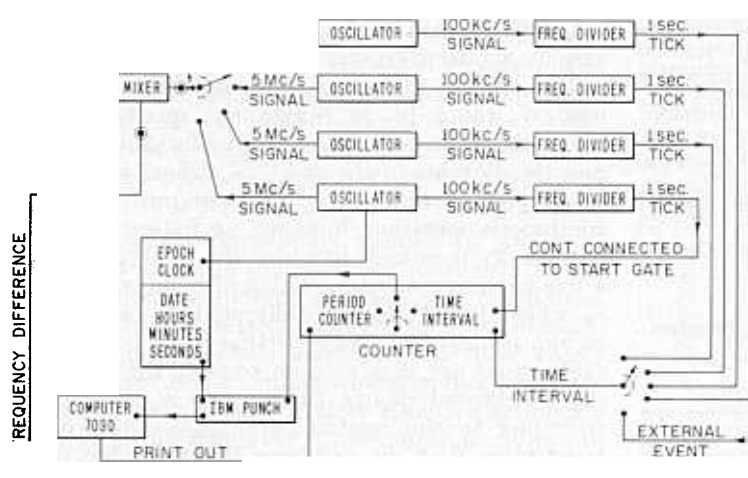 OSCILLATOR
100kc/s
SIGNAL
FREQ. DIVIDER
1 sec.
TICK
MIXER
5 Mc/s
SIGNAL
OSCILLATOR
100kc/s
SIGNAL
FREQ. DIVIDER
1 sec.
TICK
5 Mc/s
SIGNAL
OSCILLATOR
100kc/s
SIGNAL
FREQ. DIVIDER
1 sec.
TICK
5 Mc/s
SIGNAL
OSCILLATOR
100kc/s
SIGNAL
FREQ. DIVIDER
1 sec.
TICK
CONT. CONNECTED
TO START GATE
EPOCH
CLOCK
DATE
HOURS
MINUTES
SECONDS
PERIOD
COUNTER
TIME
INTERVAL
COUNTER
TIME
INTERVAL
COMPUTER
7090
IBM PUNCH
PRINT OUT
EXTERNAL
EVENT
REQUENCY DIFFERENCE